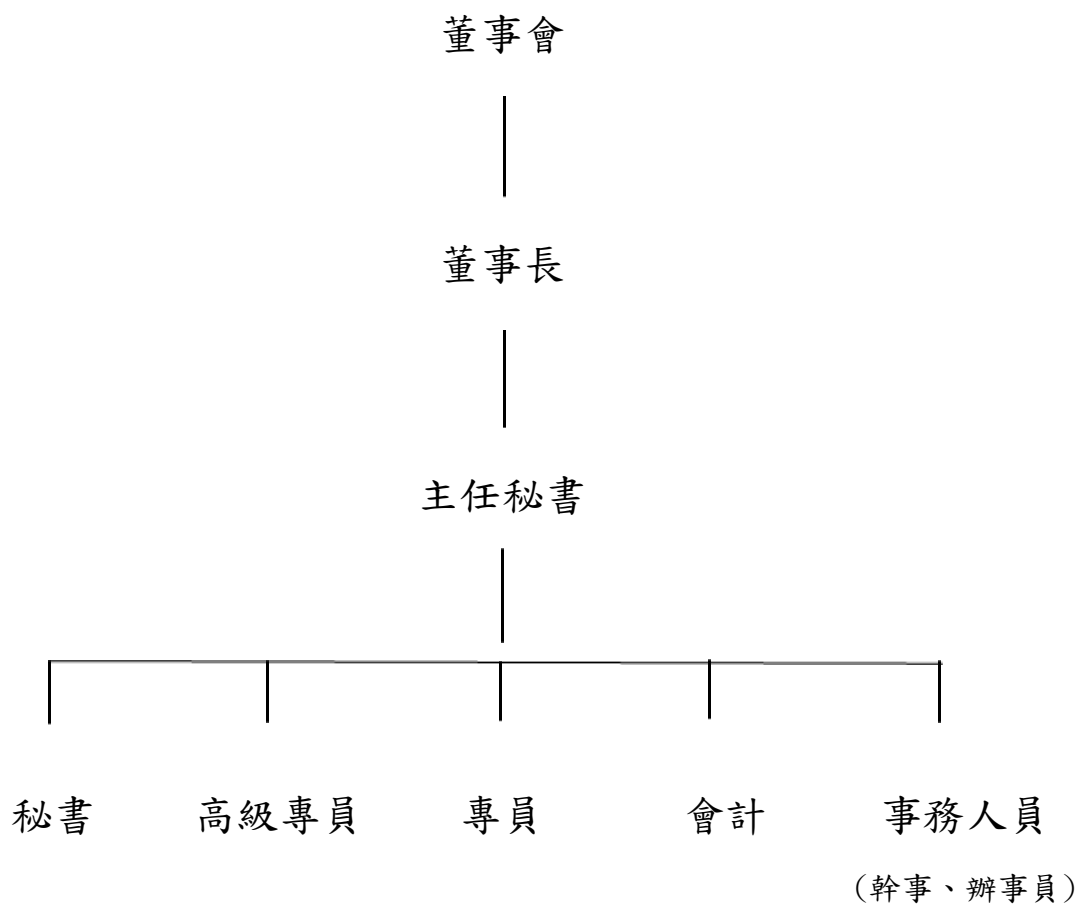 董事會
董事長
主任秘書
秘書 高級專員 專員 會計 事務人員
(幹事、辦事員)